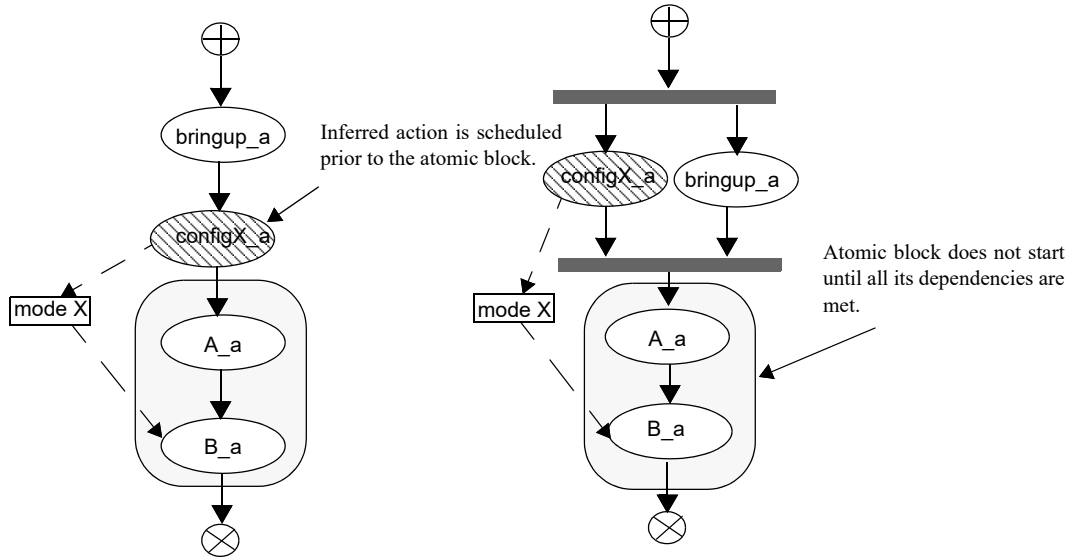 bringup_a
Inferred action is scheduled
prior to the atomic block.
configX_a
mode X
A_a
B_a
configX_a
bringup_a
Atomic block does not start
until all its dependencies are
met.
mode X
A_a
B_a